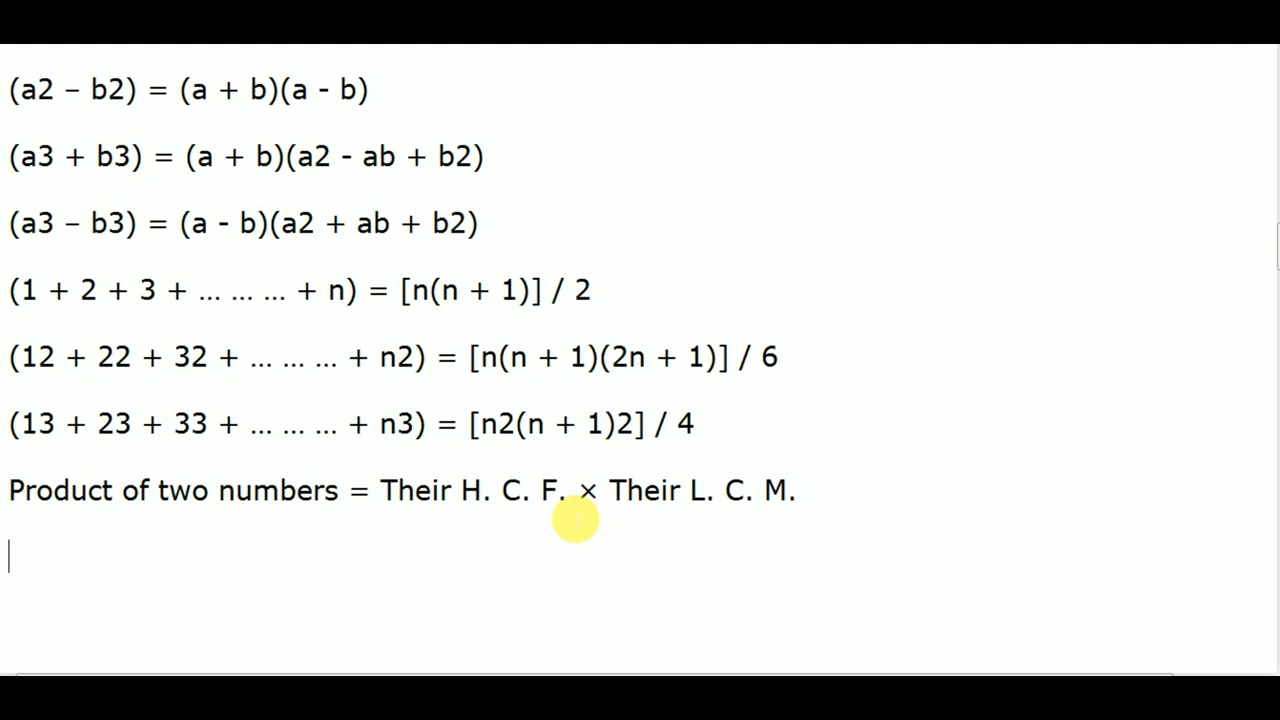 (a2 – b2) = (a + b)(a - b)
(a3 + b3) = (a + b)(a2 - ab + b2)
(a3 – b3) = (a - b)(a2 + ab + b2)
(1 + 2 + 3 + ... ... ... + n) = [n(n + 1)] / 2
(12 + 22 + 32 + ... ... ... + n2) = [n(n + 1)(2n + 1)] / 6
(13 + 23 + 33 + ... ... ... + n3) = [n2(n + 1)2] / 4
Product of two numbers = Their H. C. F. × Their L. C. M.